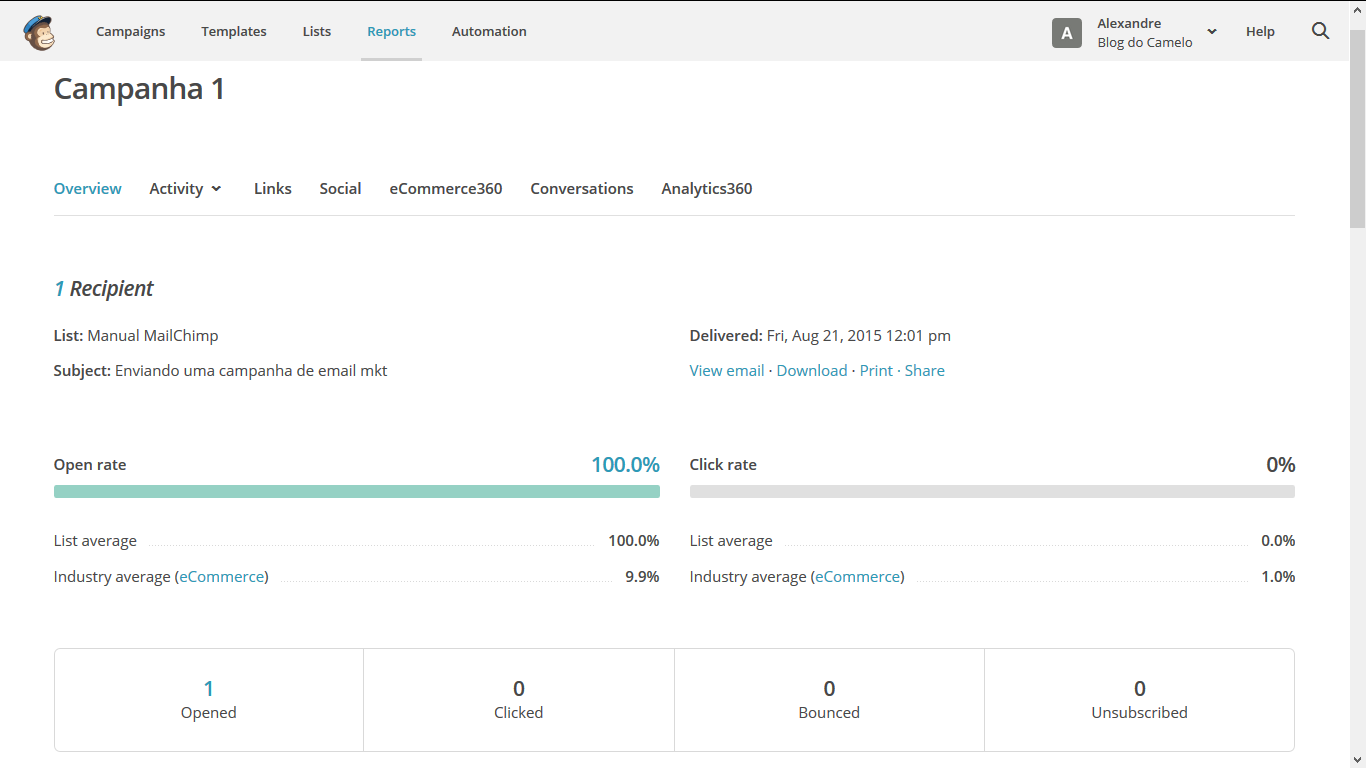 Campaigns Templates Lists Reports Automation A Alexandre Help
Blog do Camelo
Campanha 1
Overview Activity Links Social eCommerce360 Conversations Analytics360
1 Recipient
List: Manual MailChimp Delivered: Fri, Aug 21, 2015 12:01 pm
Subject: Enviando uma campanha de email mkt View email · Download · Print · Share
Open rate 100.0% Click rate 0%
List average 100.0% List average 0.0%
Industry average (eCommerce) 9.9% Industry average (eCommerce) 1.0%
1 0 0 0
Opened Clicked Bounced Unsubscribed